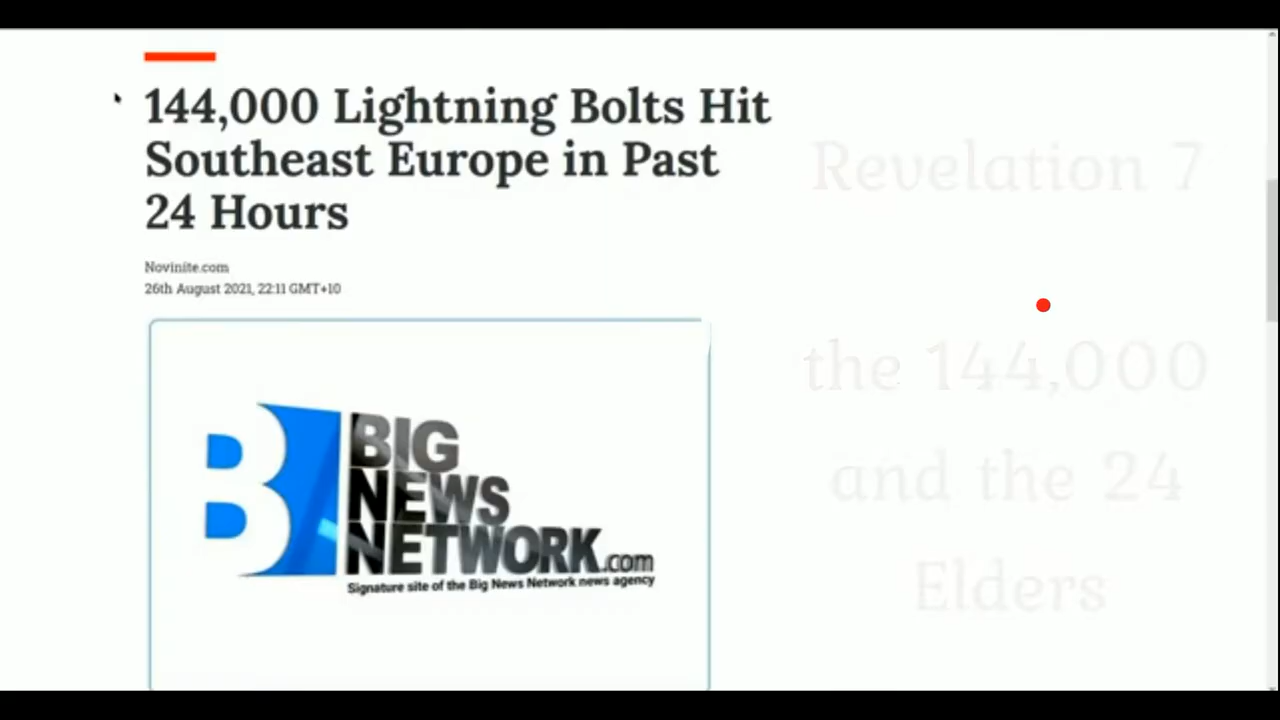 144,000 Lightning Bolts Hit
Southeast Europe in Past
24 Hours
Novinite.com
26th August 2021, 22:11 GMT+10
B
BIG
NEWS
NETWORK.com
Signature site of the Big News Network news agency
Revelation 7
the 144,000
and the 24
Elders